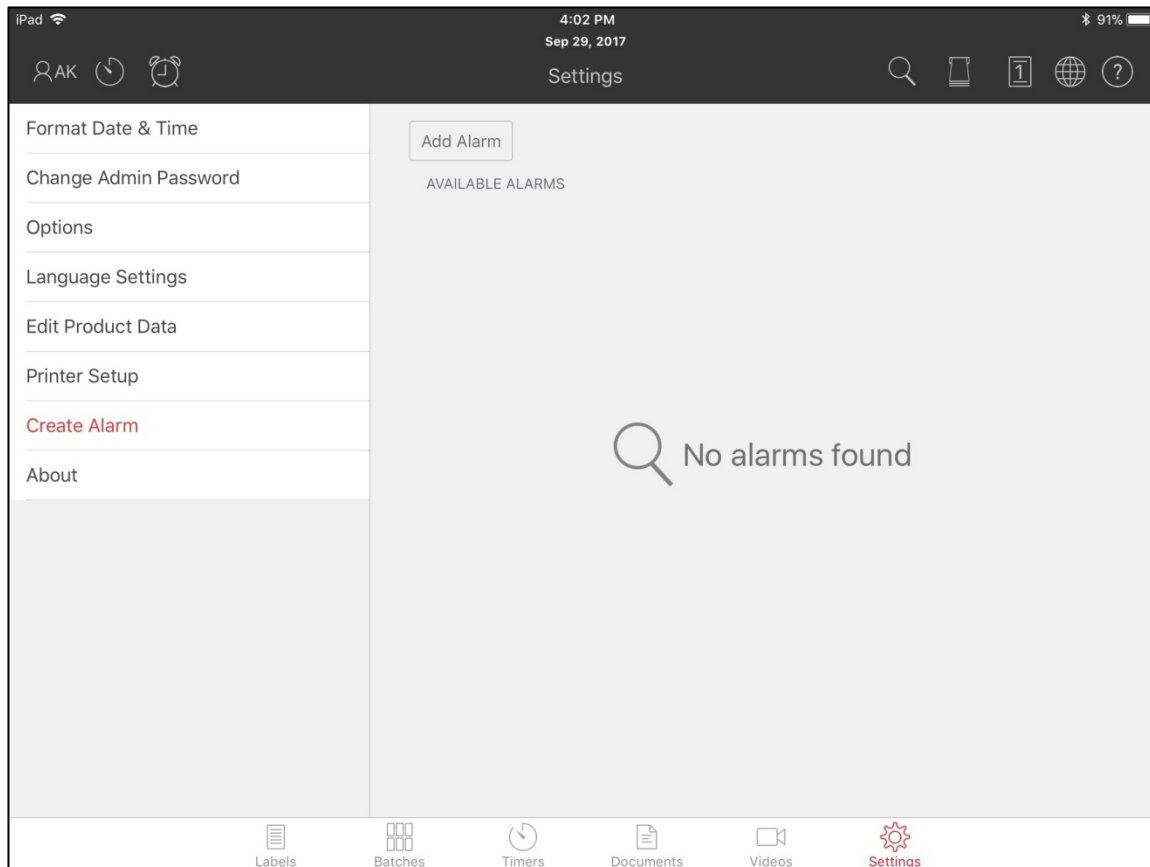 iPad 4:02 PM 91%
Sep 29, 2017
AK Settings 1 ?
Format Date & Time
Change Admin Password
Options
Language Settings
Edit Product Data
Printer Setup
Create Alarm
About
Add Alarm
AVAILABLE ALARMS
No alarms found
Labels Batches Timers Documents Videos Settings